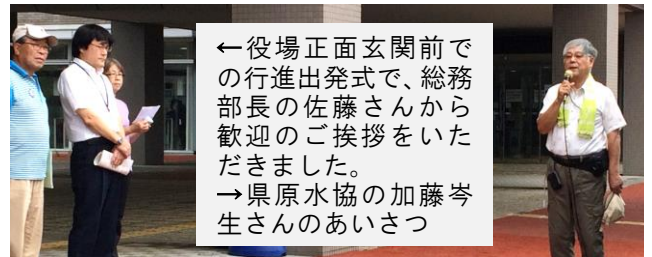 ←役場正面玄関前で
の行進出発式で、総務
部長の佐藤さんから
歓迎のご挨拶をいた
だきました。
→県原水協の加藤岑
生さんのあいさつ